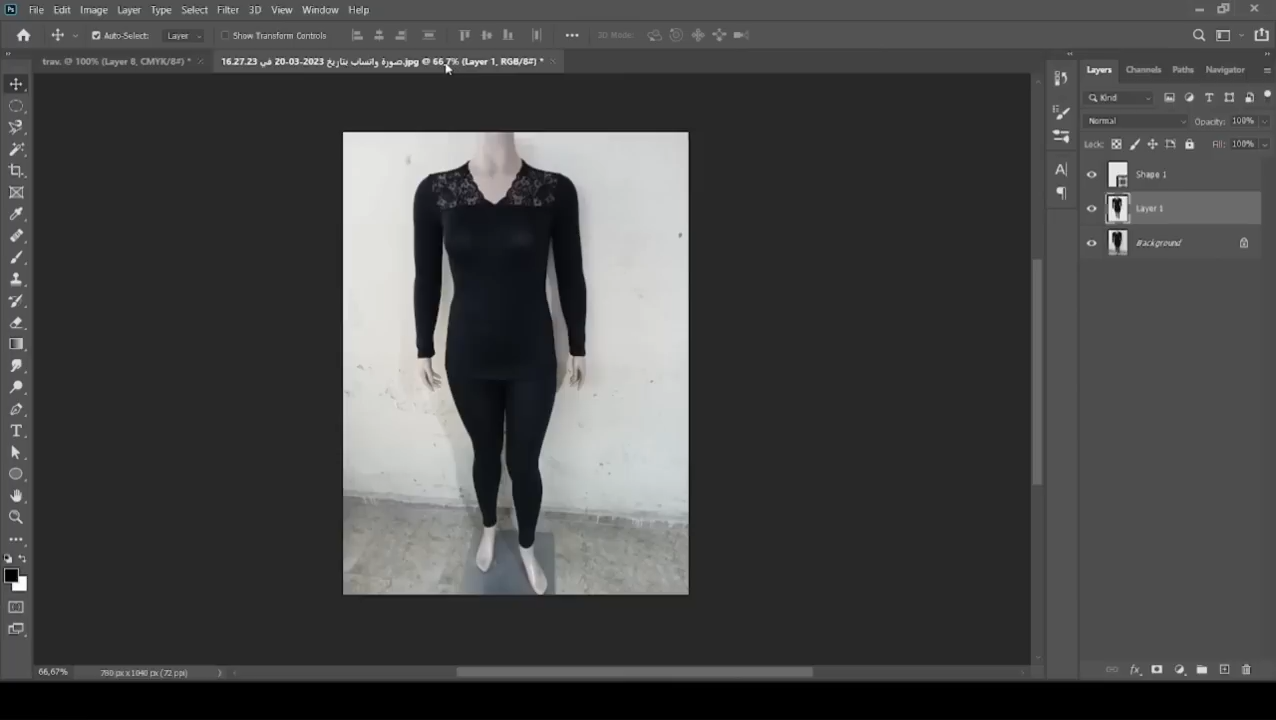 File Edit Image Layer Type Select Filter 3D View Window Help
Auto-Select: Layer Show Transform Controls 3D Mode:
trav. @ 100% (Layer 8, CMYK/8#) *
صورة واتساب بتاريخ 2023-03-20 في 16.27.23.jpg @ 66,7% (Layer 1, RGB/8#) *
Layers Channels Paths Navigator
Kind
Normal Opacity: 100%
Lock: Fill: 100%
Shape 1
Layer 1
Background
66,67% 780 px x 1040 px (72 ppi)